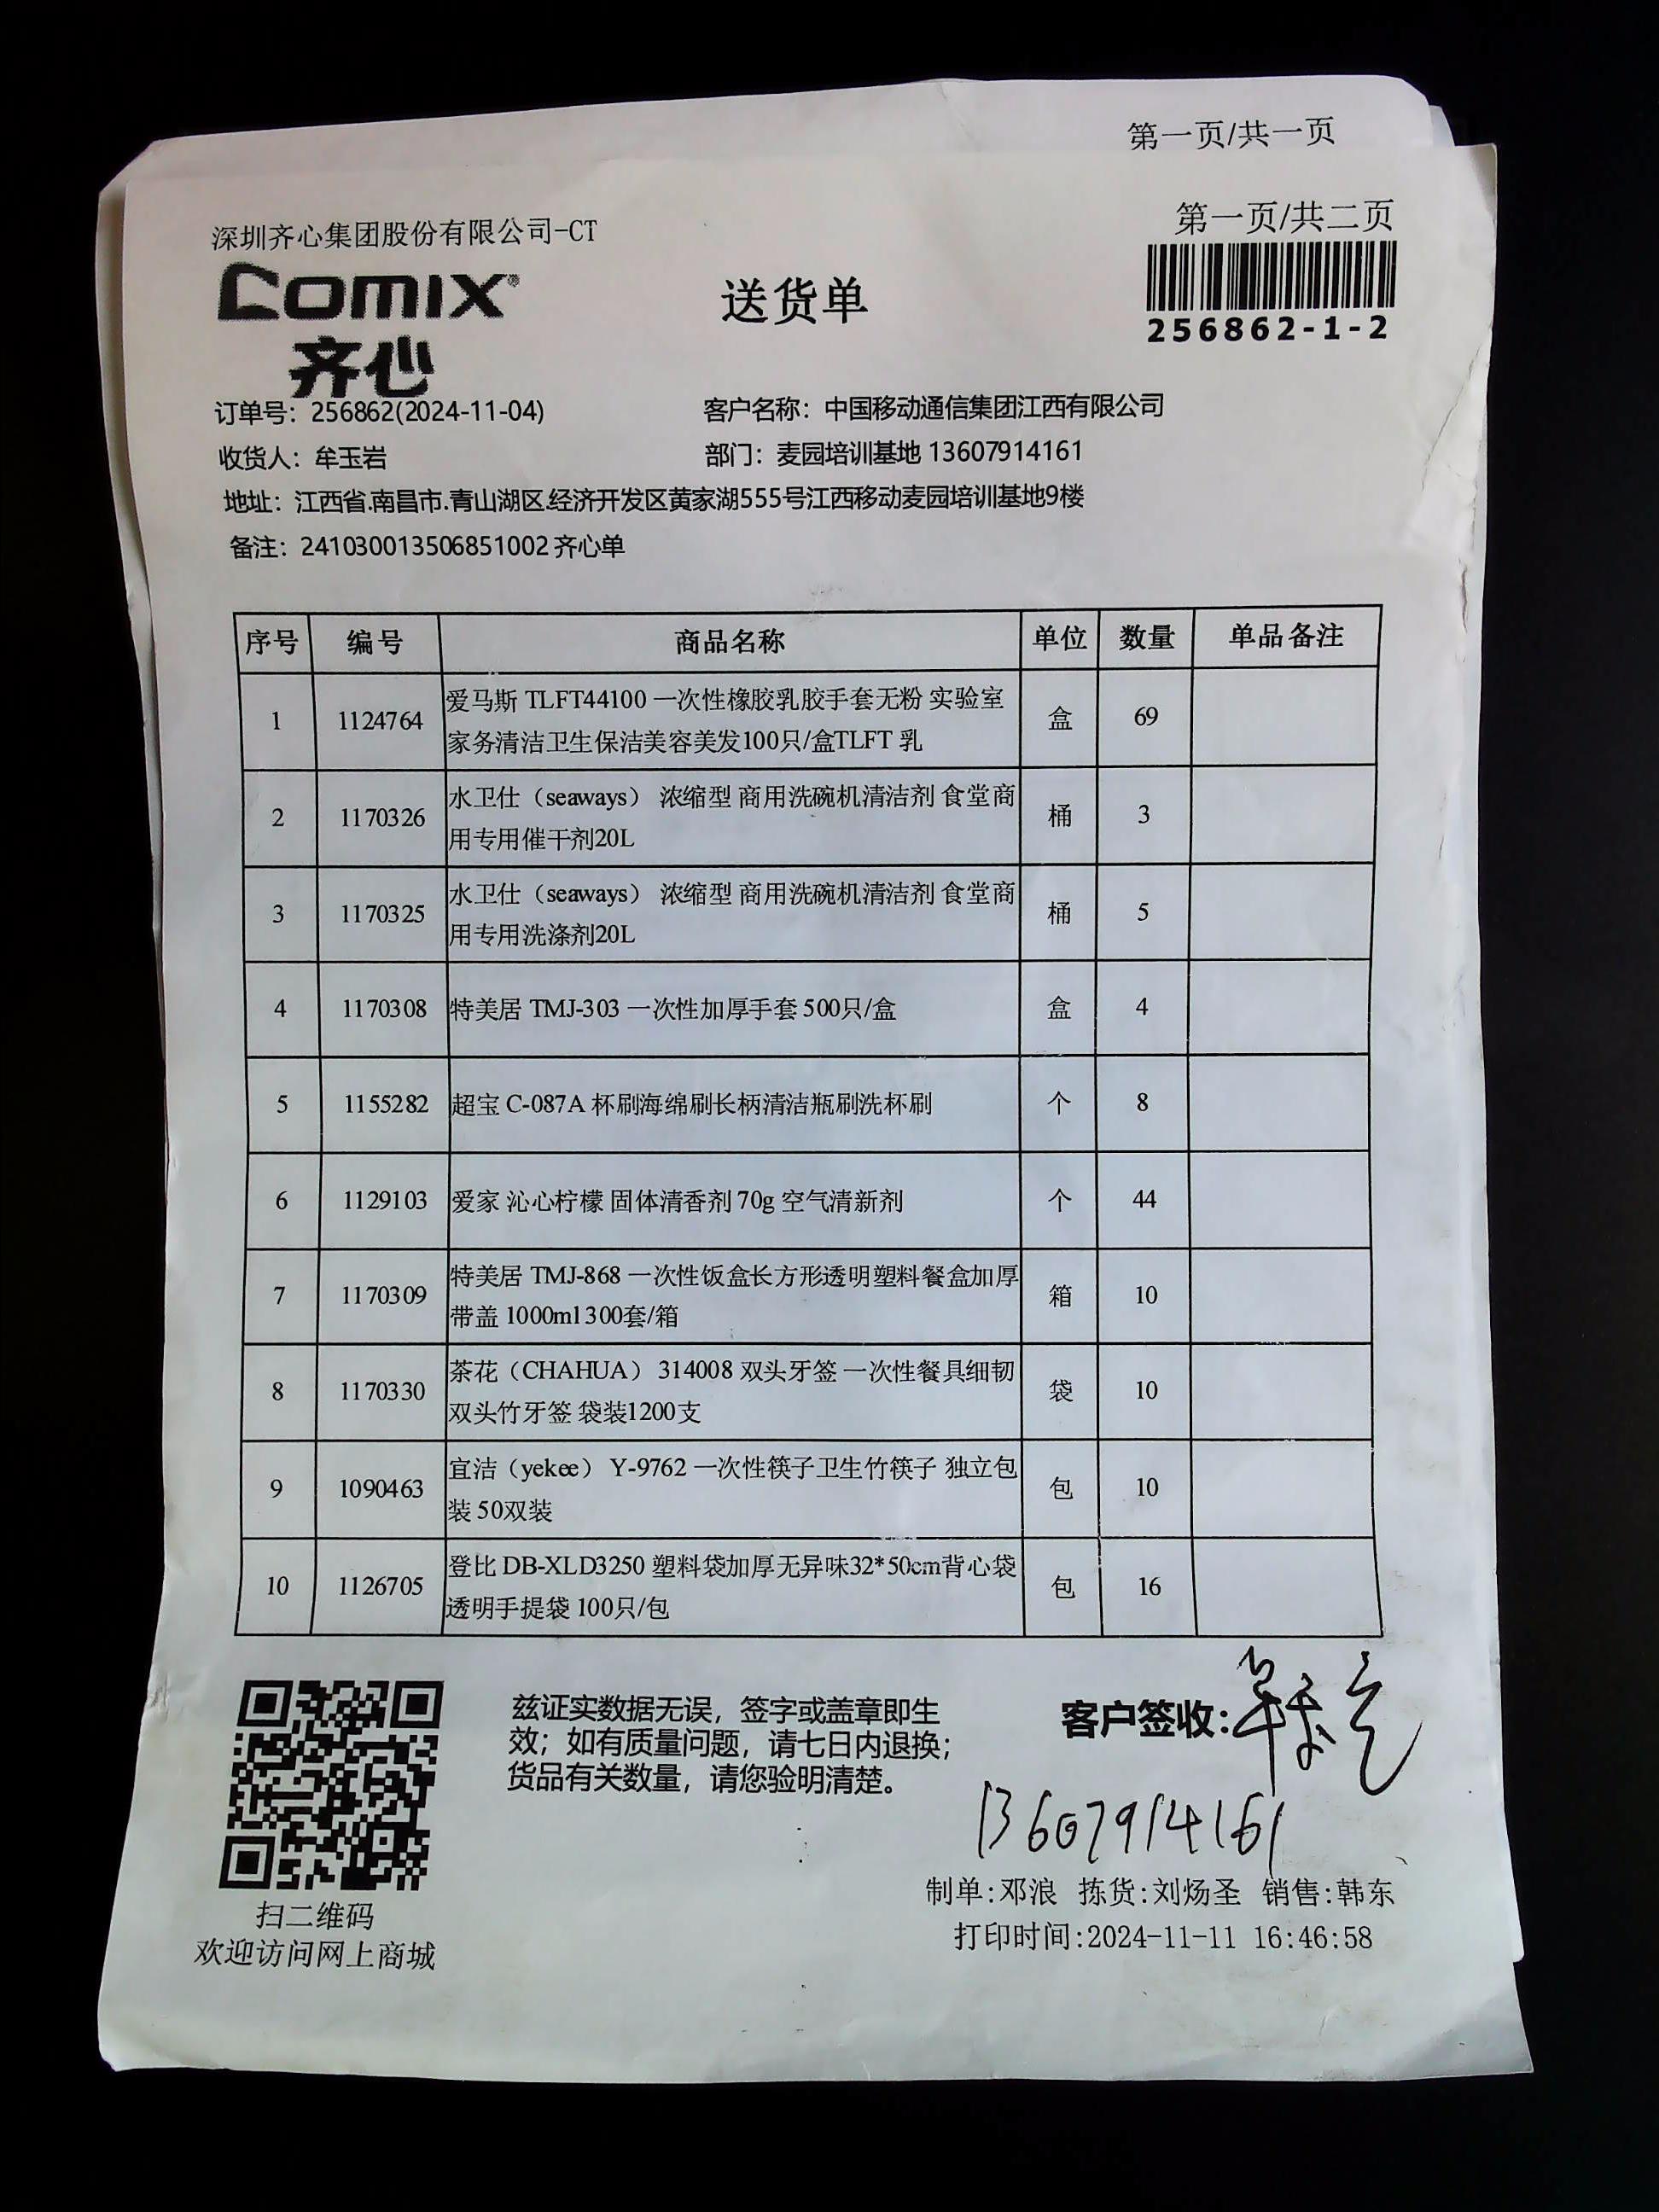 第一页/共一页
第一页/共二页
深圳齐心集团股份有限公司-CT
comix
齐心
送货单
256862-1-2
订单号：256862(2024-11-04)
客户名称：中国移动通信集团江西有限公司
收货人：牟玉岩
部门：麦园培训基地 13607914161
地址：江西省.南昌市.青山湖区.经济开发区黄家湖555号江西移动麦园培训基地9楼
备注：241030013506851002 齐心单
序号 编号 商品名称 单位 数量 单品备注
1 1124764 爱马斯 TLFT44100 一次性橡胶乳胶手套无粉 实验室 盒 69
家务清洁卫生保洁美容美发100只/盒TLFT 乳
2 1170326 水卫仕（seaways） 浓缩型 商用洗碗机清洁剂 食堂商 桶 3
用专用催干剂20L
3 1170325 水卫仕（seaways） 浓缩型 商用洗碗机清洁剂 食堂商 桶 5
用专用洗涤剂20L
4 1170308 特美居 TMJ-303 一次性加厚手套 500只/盒 盒 4
5 1155282 超宝 C-087A 杯刷海绵刷长柄清洁瓶刷洗杯刷 个 8
6 1129103 爱家 沁心柠檬 固体清香剂 70g 空气清新剂 个 44
7 1170309 特美居 TMJ-868 一次性饭盒长方形透明塑料餐盒加厚 箱 10
带盖 1000ml 300套/箱
8 1170330 茶花（CHAHUA） 314008 双头牙签 一次性餐具细韧 袋 10
双头竹牙签 袋装1200支
9 1090463 宜洁（yekee） Y-9762 一次性筷子卫生竹筷子 独立包 包 10
装 50双装
10 1126705 登比 DB-XLD3250 塑料袋加厚无异味32*50cm背心袋 包 16
透明手提袋 100只/包
兹证实数据无误，签字或盖章即生
效；如有质量问题，请七日内退换；
货品有关数量，请您验明清楚。
客户签收：
13607914161
制单:邓浪 拣货:刘炀圣 销售:韩东
打印时间:2024-11-11 16:46:58
扫二维码
欢迎访问网上商城